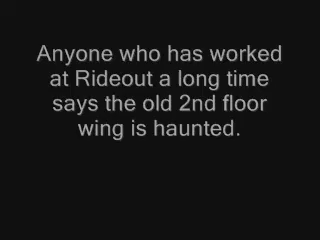 Anyone who has worked
at Rideout a long time
says the old 2nd floor
wing is haunted.